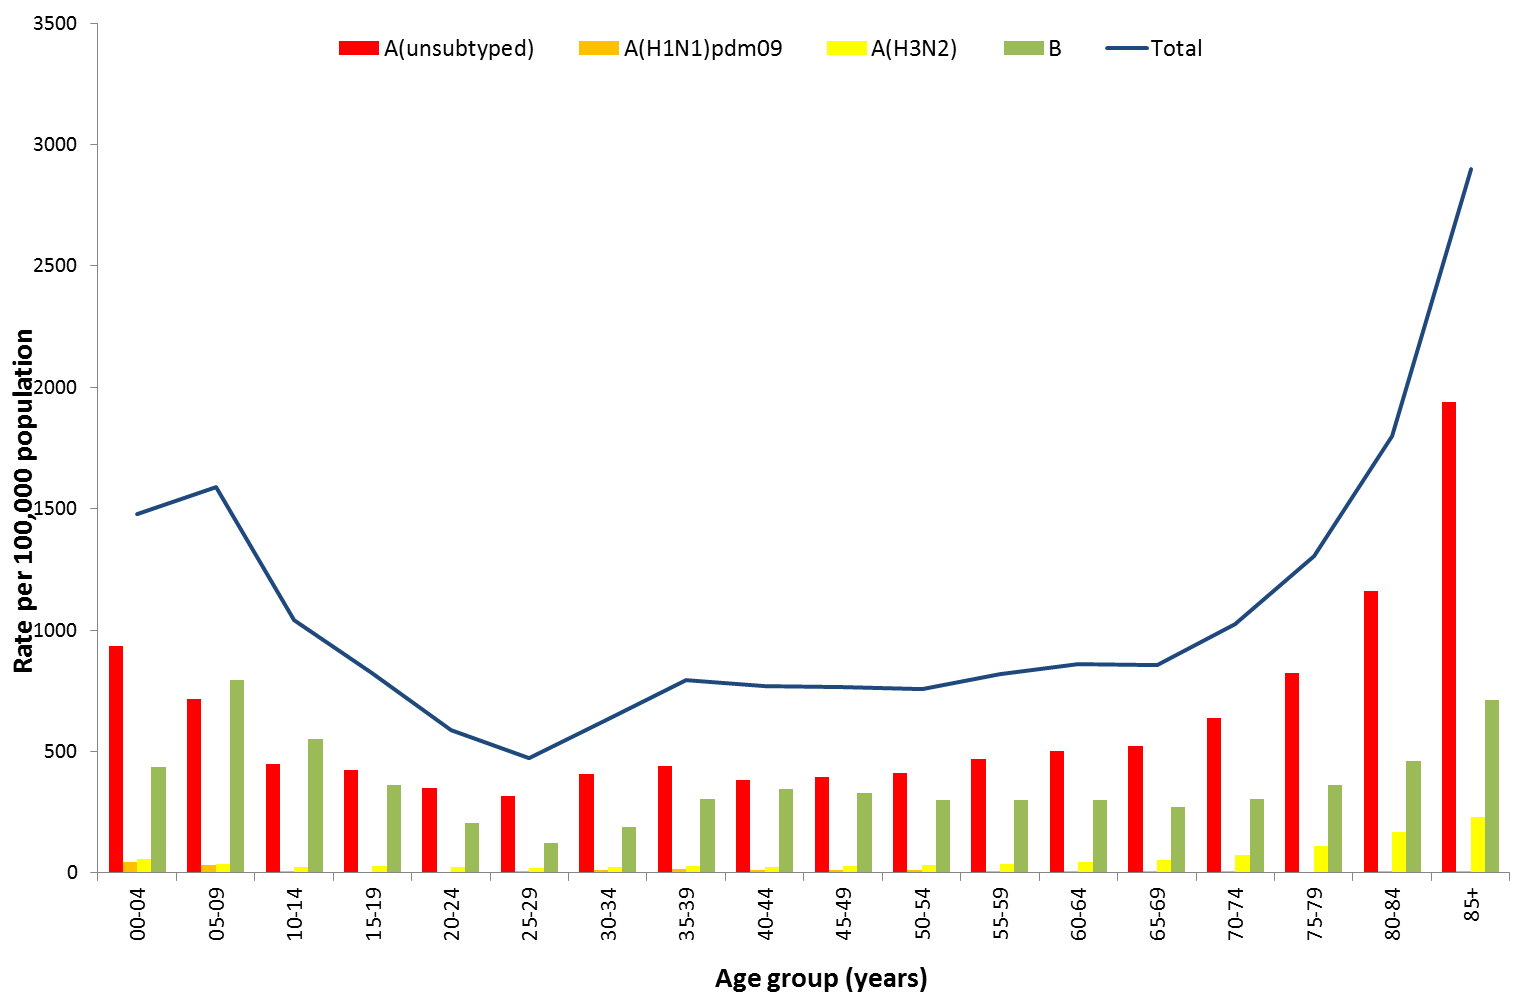 3500
A(unsubtyped) A(H1N1)pdm09 A(H3N2) B Total
3000
2500
2000
1500
1000
500
0
Rate per 100,000 population
00-04 05-09 10-14 15-19 20-24 25-29 30-34 35-39 40-44 45-49 50-54 55-59 60-64 65-69 70-74 75-79 80-84 85+
Age group (years)